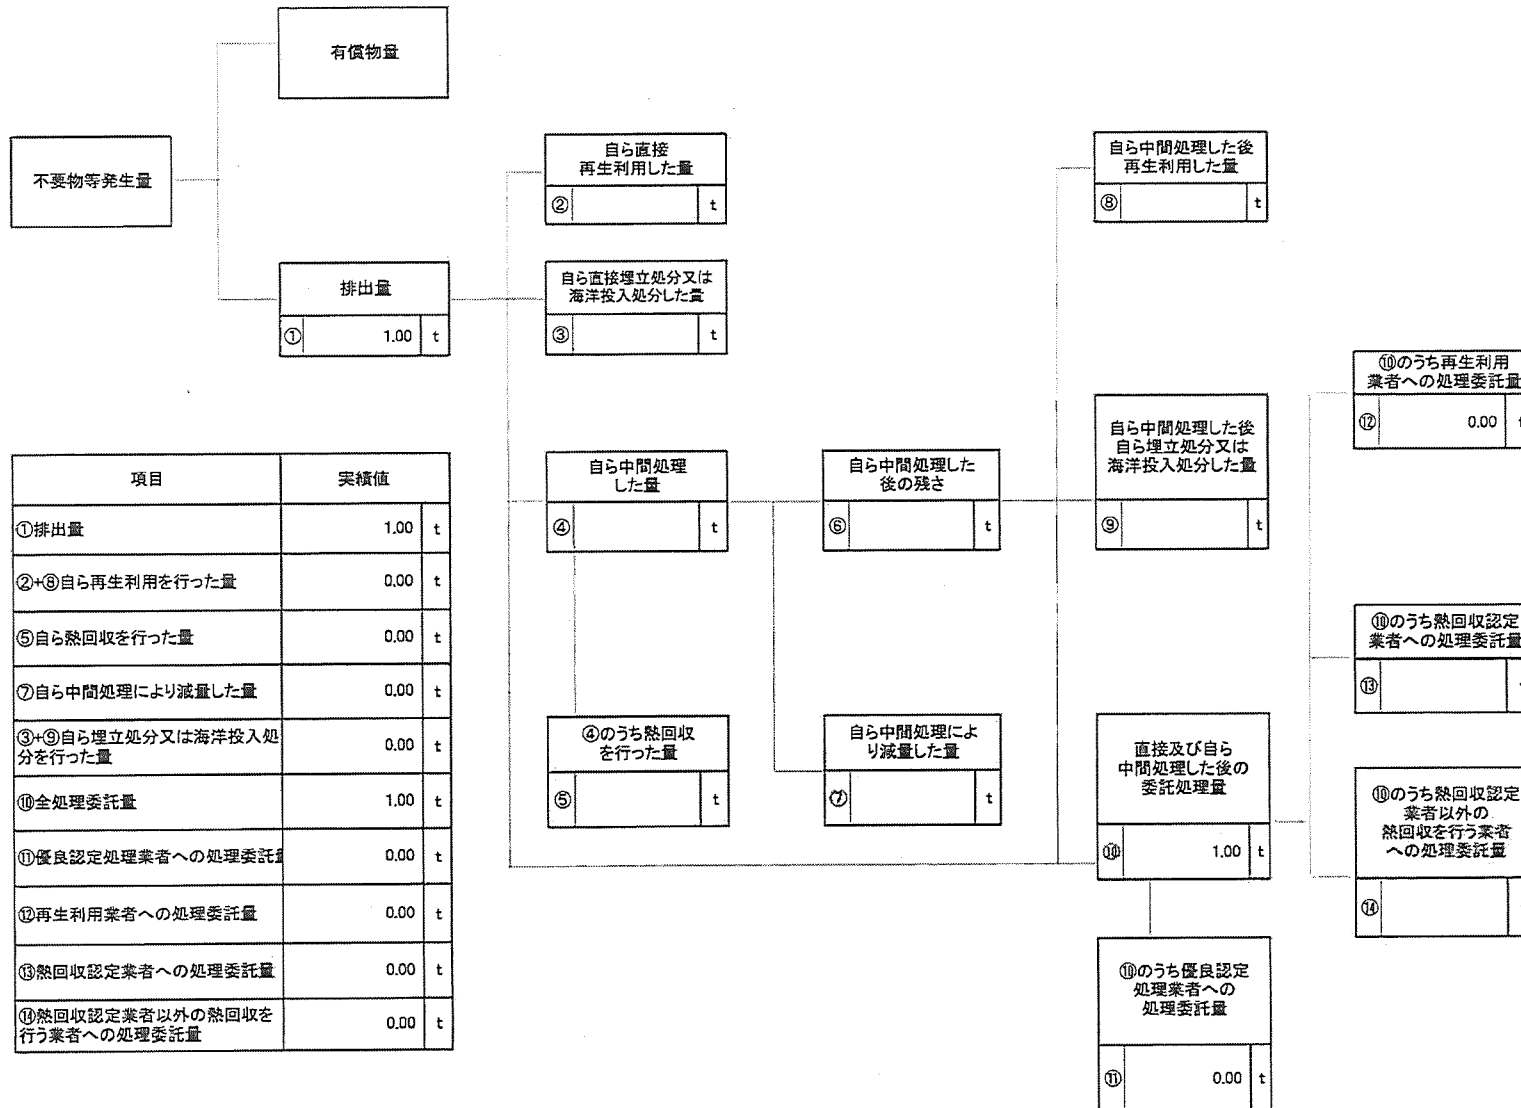 有償物量
不要物等発生量
排出量
① 1.00 t
自ら直接
再生利用した量
② t
自ら直接埋立処分又は
海洋投入処分した量
③ t
自ら中間処理
した量
④ t
④のうち熱回収
を行った量
⑤ t
自ら中間処理した
後の残さ
⑥ t
自ら中間処理によ
り減量した量
⑦ t
自ら中間処理した後
再生利用した量
⑧ t
自ら中間処理した後
自ら埋立処分又は
海洋投入処分した量
⑨ t
直接及び自ら
中間処理した後の
委託処理量
⑩ 1.00 t
⑩のうち優良認定
処理業者への
処理委託量
⑪ 0.00 t
⑩のうち再生利用
業者への処理委託量
⑫ 0.00 t
⑩のうち熱回収認定
業者への処理委託量
⑬
⑩のうち熱回収認定
業者以外の
熱回収を行う業者
への処理委託量
⑭
項目 実績値
①排出量 1.00 t
②+⑧自ら再生利用を行った量 0.00 t
⑤自ら熱回収を行った量 0.00 t
⑦自ら中間処理により減量した量 0.00 t
③+⑨自ら埋立処分又は海洋投入処
分を行った量 0.00 t
⑩全処理委託量 1.00 t
⑪優良認定処理業者への処理委託量 0.00 t
⑫再生利用業者への処理委託量 0.00 t
⑬熱回収認定業者への処理委託量 0.00 t
⑭熱回収認定業者以外の熱回収を
行う業者への処理委託量 0.00 t